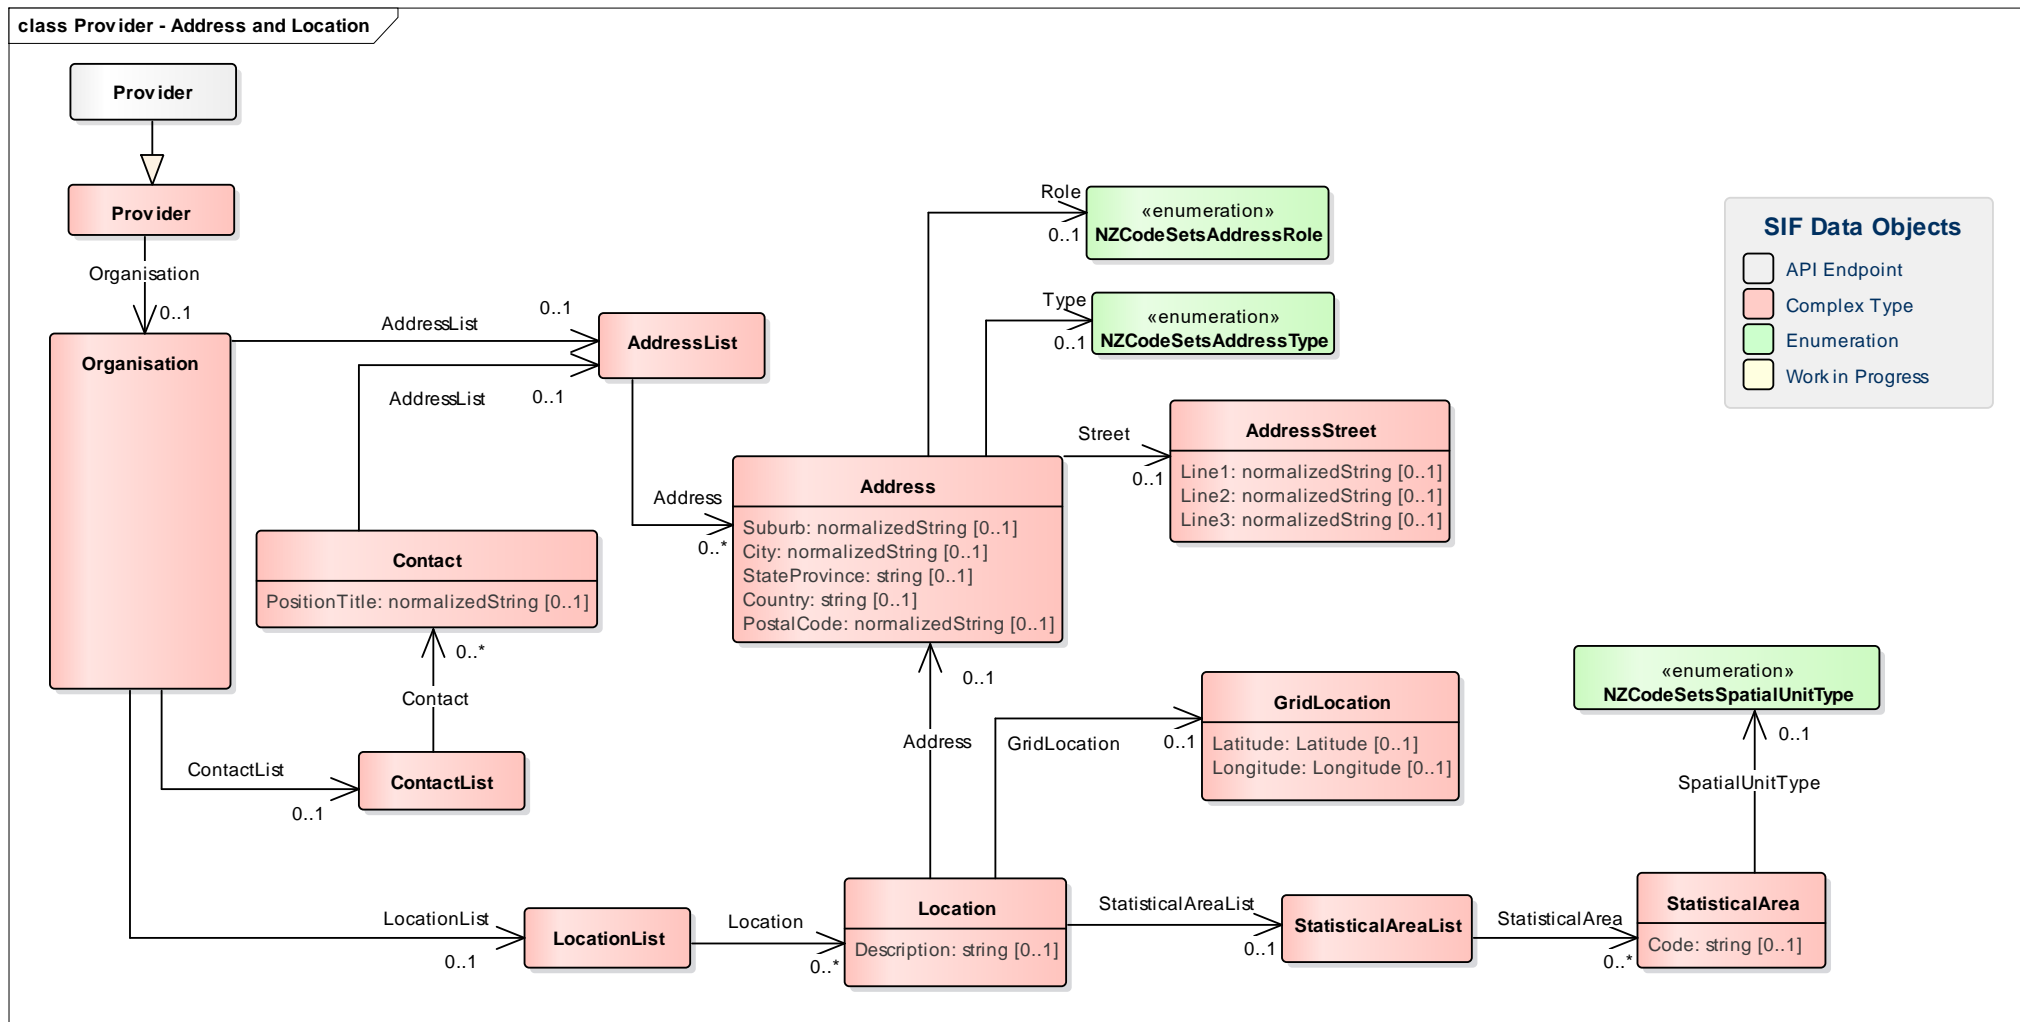 class Provider - Address and Location
Provider
Provider
Organisation
0..1
Organisation
AddressList
0..1
AddressList
0..1
AddressList
Address
0..*
Contact
PositionTitle: normalizedString [0..1]
0..*
Contact
ContactList
0..1
ContactList
LocationList
0..1
LocationList
Location
0..*
Role
0..1
«enumeration»
NZCodeSetsAddressRole
Type
0..1
«enumeration»
NZCodeSetsAddressType
Street
0..1
AddressStreet
Line1: normalizedString [0..1]
Line2: normalizedString [0..1]
Line3: normalizedString [0..1]
Address
Suburb: normalizedString [0..1]
City: normalizedString [0..1]
StateProvince: string [0..1]
Country: string [0..1]
PostalCode: normalizedString [0..1]
0..1
Address
GridLocation
0..1
GridLocation
Latitude: Latitude [0..1]
Longitude: Longitude [0..1]
Location
Description: string [0..1]
StatisticalAreaList
0..1
StatisticalAreaList
StatisticalArea
0..*
StatisticalArea
Code: string [0..1]
SpatialUnitType
0..1
«enumeration»
NZCodeSetsSpatialUnitType
SIF Data Objects
API Endpoint
Complex Type
Enumeration
Work in Progress